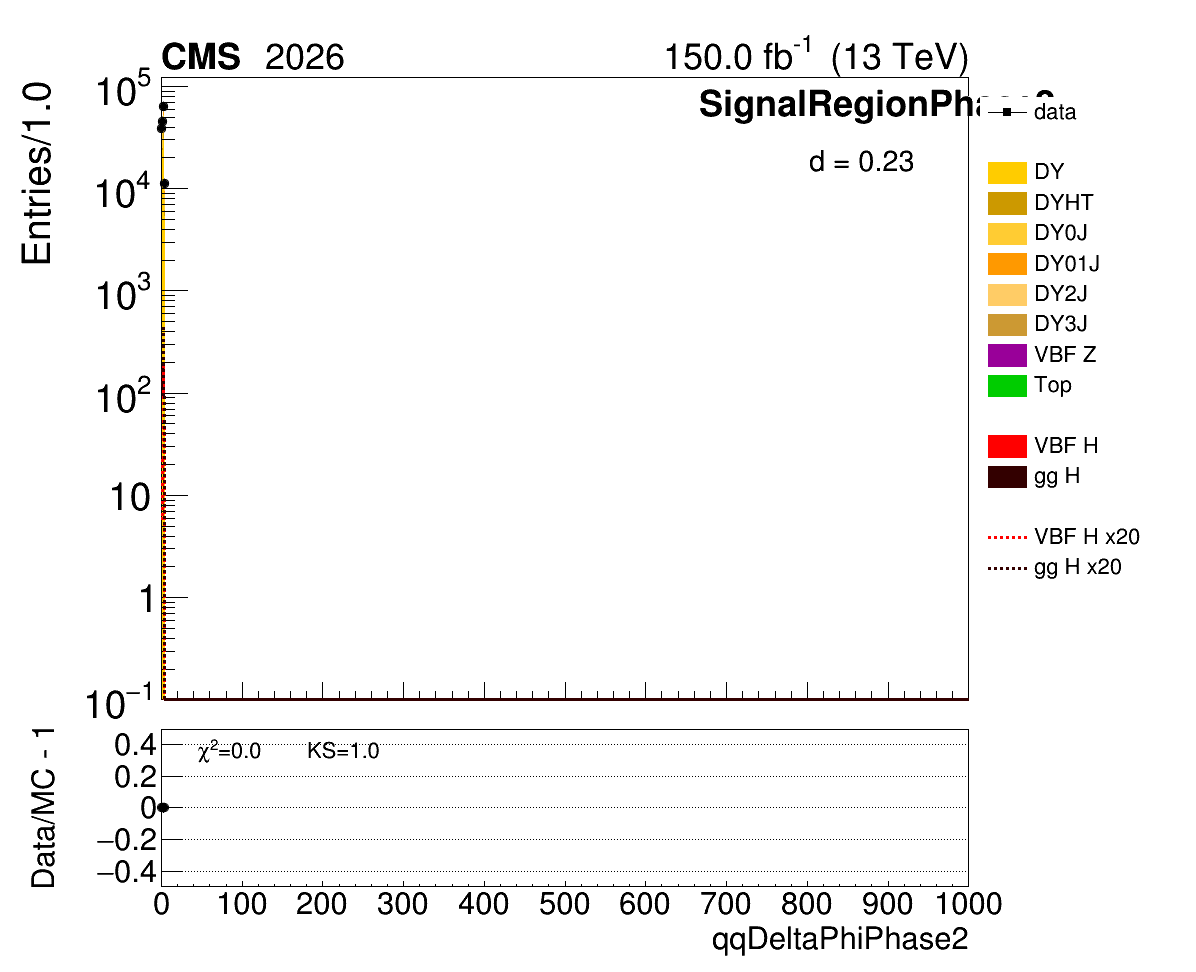 CMS 2026 150.0 fb⁻¹ (13 TeV)
Entries/1.0
10⁵
10⁴
10³
10²
10
1
10⁻¹
SignalRegionPhase2
d = 0.23
data
DY
DYHT
DY0J
DY01J
DY2J
DY3J
VBF Z
Top
VBF H
gg H
VBF H x20
gg H x20
Data/MC - 1
χ²=0.0 KS=1.0
0.4
0.2
0
−0.2
−0.4
0 100 200 300 400 500 600 700 800 900 1000
qqDeltaPhiPhase2